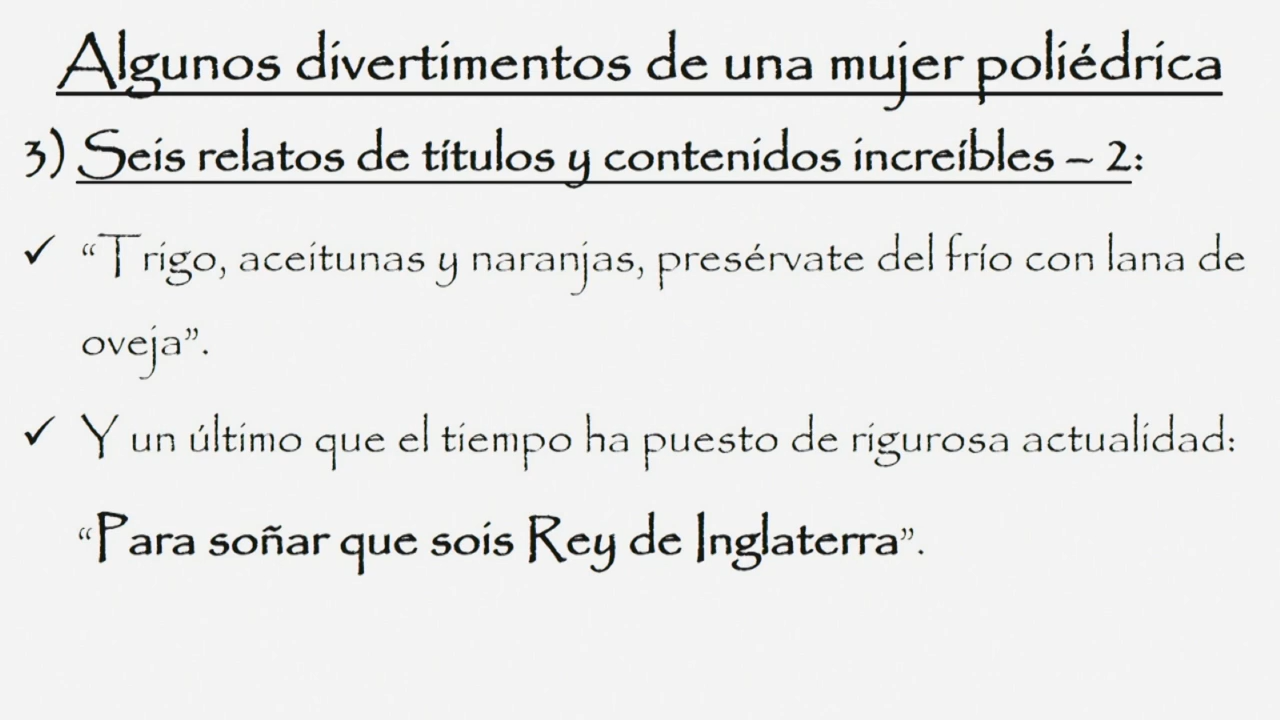 Algunos divertimentos de una mujer poliédrica
3) Seis relatos de títulos y contenidos increíbles – 2:
✓ “Trigo, aceitunas y naranjas, presérvate del frío con lana de
oveja”.
✓ Y un último que el tiempo ha puesto de rigurosa actualidad:
“Para soñar que sois Rey de Inglaterra”.